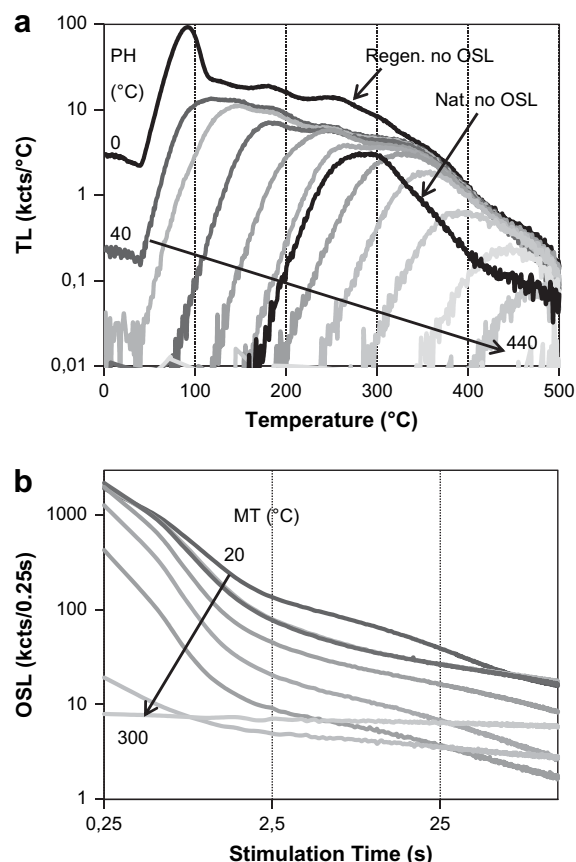 a
100
10
1
0,1
0,01
TL (kcts/°C)
PH
(°C)
0
40
Regen. no OSL
Nat. no OSL
440
0 100 200 300 400 500
Temperature (°C)
b
1000
100
10
1
OSL (kcts/0.25s)
MT (°C)
20
300
0,25 2,5 25
Stimulation Time (s)